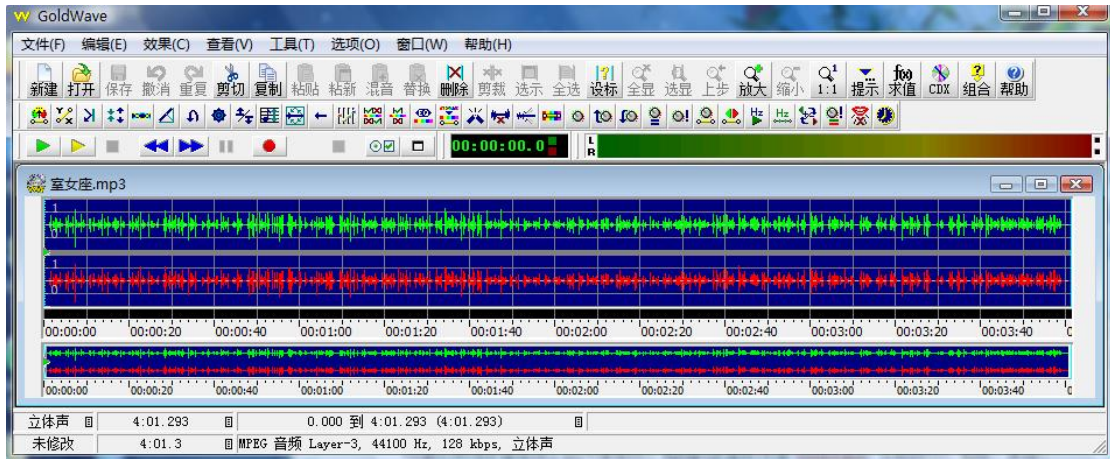 GoldWave
文件(F) 编辑(E) 效果(C) 查看(V) 工具(T) 选项(O) 窗口(W) 帮助(H)
新建 打开 保存 撤消 重复 剪切 复制 粘贴 粘新 混音 替换 删除 剪裁 选示 全选 设标 全显 选显 上步 放大 缩小 1:1 提示 求值 CDX 组合 帮助
00:00:00.0 L
R
室女座.mp3
1
0
1
0
00:00:00 00:00:20 00:00:40 00:01:00 00:01:20 00:01:40 00:02:00 00:02:20 00:02:40 00:03:00 00:03:20 00:03:40
00:00:00 00:00:20 00:00:40 00:01:00 00:01:20 00:01:40 00:02:00 00:02:20 00:02:40 00:03:00 00:03:20 00:03:40
立体声 4:01.293 0.000 到 4:01.293 (4:01.293)
未修改 4:01.3 MPEG 音频 Layer-3, 44100 Hz, 128 kbps, 立体声